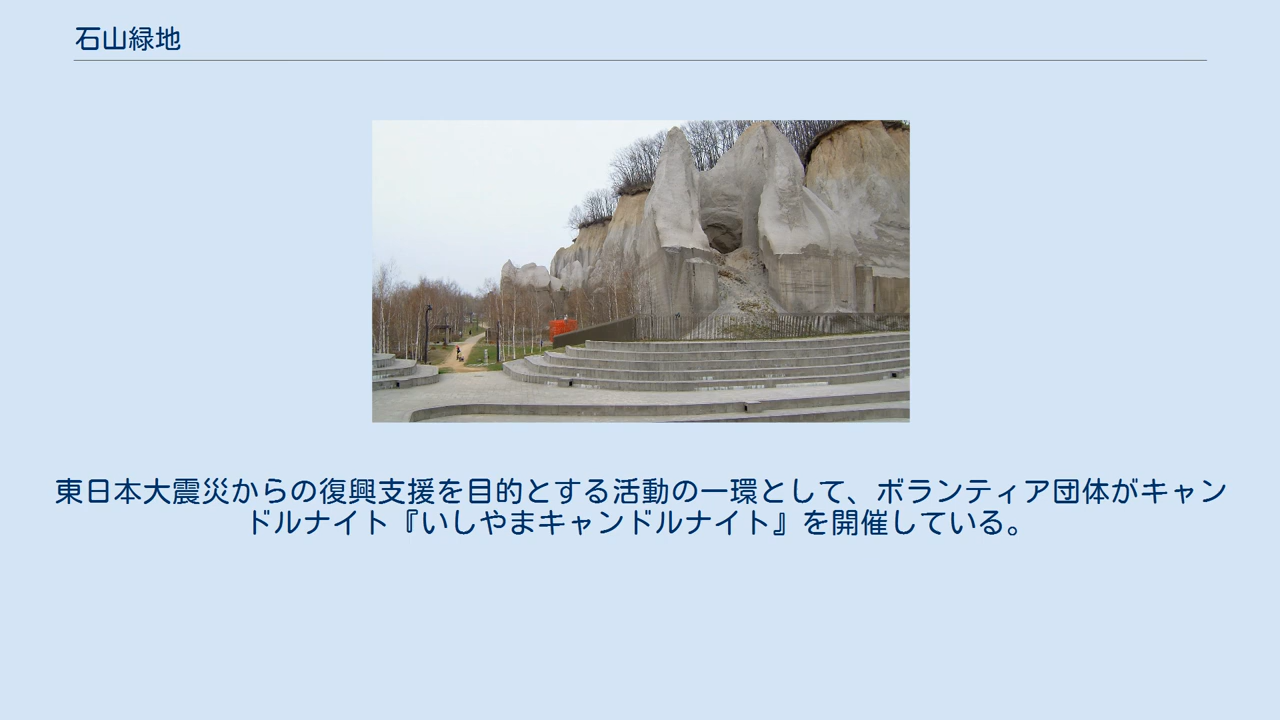 石山緑地
東日本大震災からの復興支援を目的とする活動の一環として、ボランティア団体がキャン
ドルナイト『いしやまキャンドルナイト』を開催している。